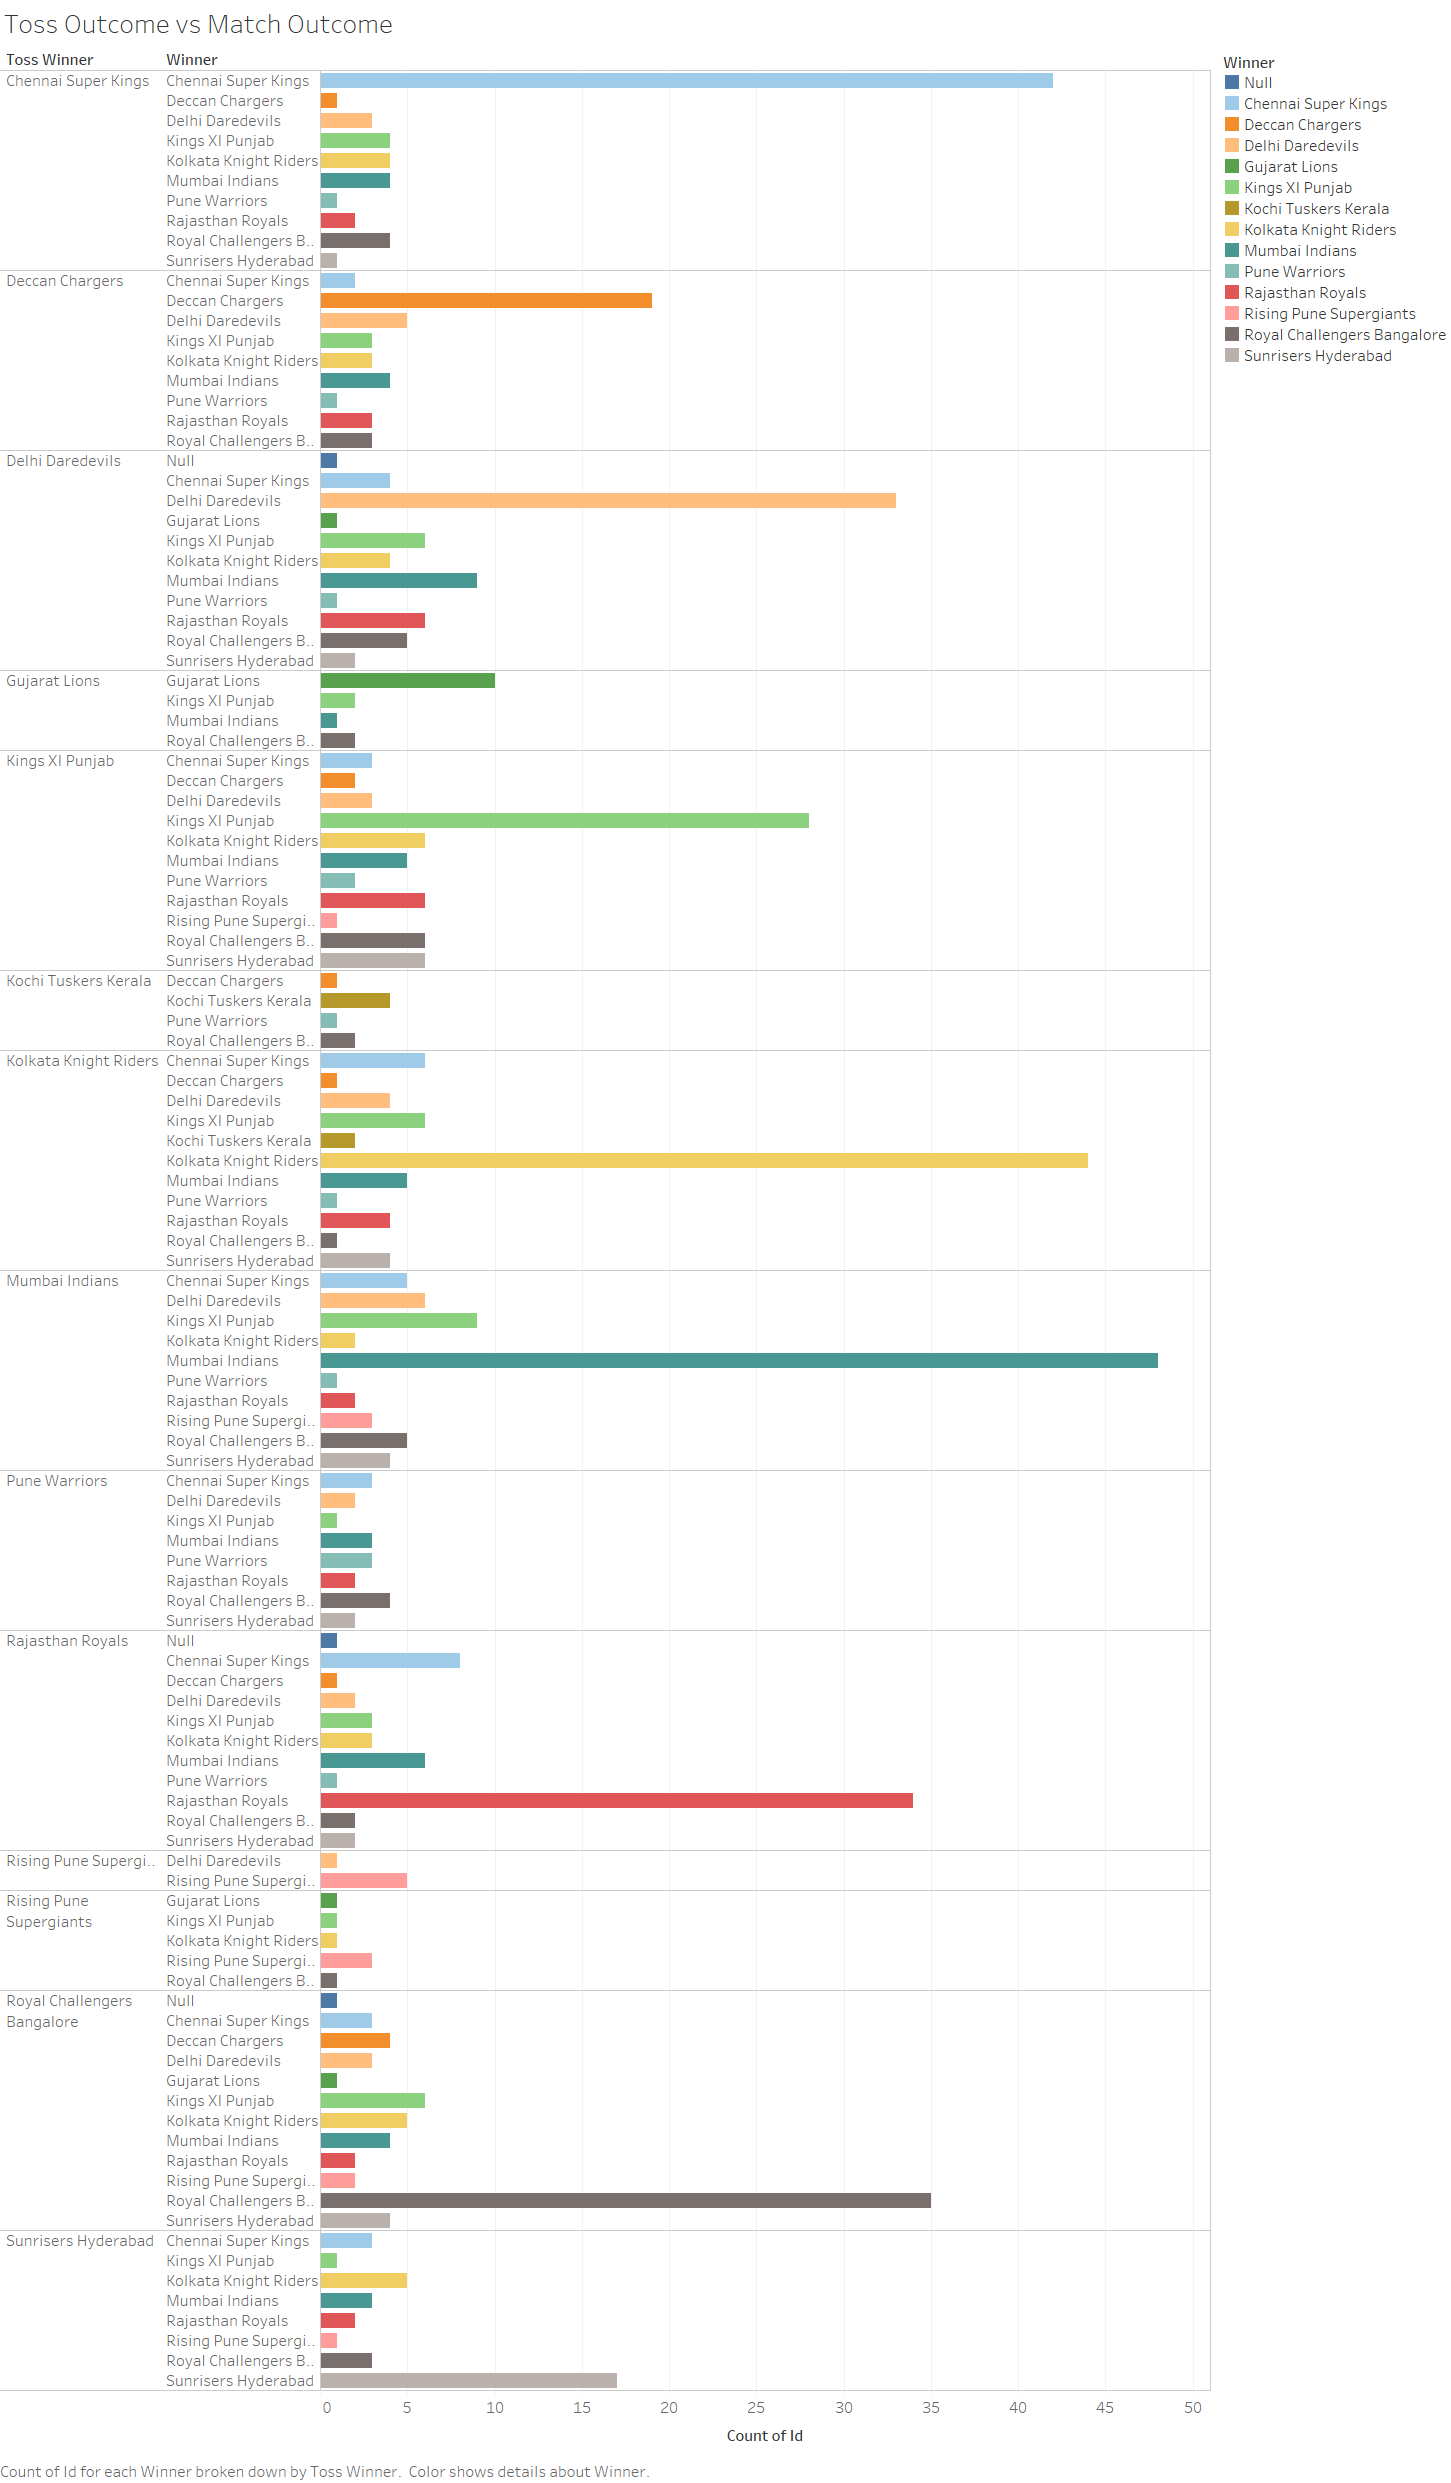 Toss Outcome vs Match Outcome
Toss Winner Winner
Chennai Super Kings Chennai Super Kings
Deccan Chargers
Delhi Daredevils
Kings XI Punjab
Kolkata Knight Riders
Mumbai Indians
Pune Warriors
Rajasthan Royals
Royal Challengers B..
Sunrisers Hyderabad
Deccan Chargers Chennai Super Kings
Deccan Chargers
Delhi Daredevils
Kings XI Punjab
Kolkata Knight Riders
Mumbai Indians
Pune Warriors
Rajasthan Royals
Royal Challengers B..
Delhi Daredevils Null
Chennai Super Kings
Delhi Daredevils
Gujarat Lions
Kings XI Punjab
Kolkata Knight Riders
Mumbai Indians
Pune Warriors
Rajasthan Royals
Royal Challengers B..
Sunrisers Hyderabad
Gujarat Lions Gujarat Lions
Kings XI Punjab
Mumbai Indians
Royal Challengers B..
Kings XI Punjab Chennai Super Kings
Deccan Chargers
Delhi Daredevils
Kings XI Punjab
Kolkata Knight Riders
Mumbai Indians
Pune Warriors
Rajasthan Royals
Rising Pune Supergi..
Royal Challengers B..
Sunrisers Hyderabad
Kochi Tuskers Kerala Deccan Chargers
Kochi Tuskers Kerala
Pune Warriors
Royal Challengers B..
Kolkata Knight Riders Chennai Super Kings
Deccan Chargers
Delhi Daredevils
Kings XI Punjab
Kochi Tuskers Kerala
Kolkata Knight Riders
Mumbai Indians
Pune Warriors
Rajasthan Royals
Royal Challengers B..
Sunrisers Hyderabad
Mumbai Indians Chennai Super Kings
Delhi Daredevils
Kings XI Punjab
Kolkata Knight Riders
Mumbai Indians
Pune Warriors
Rajasthan Royals
Rising Pune Supergi..
Royal Challengers B..
Sunrisers Hyderabad
Pune Warriors Chennai Super Kings
Delhi Daredevils
Kings XI Punjab
Mumbai Indians
Pune Warriors
Rajasthan Royals
Royal Challengers B..
Sunrisers Hyderabad
Rajasthan Royals Null
Chennai Super Kings
Deccan Chargers
Delhi Daredevils
Kings XI Punjab
Kolkata Knight Riders
Mumbai Indians
Pune Warriors
Rajasthan Royals
Royal Challengers B..
Sunrisers Hyderabad
Rising Pune Supergi.. Delhi Daredevils
Rising Pune Supergi..
Rising Pune Gujarat Lions
Supergiants Kings XI Punjab
Kolkata Knight Riders
Rising Pune Supergi..
Royal Challengers B..
Royal Challengers Null
Bangalore Chennai Super Kings
Deccan Chargers
Delhi Daredevils
Gujarat Lions
Kings XI Punjab
Kolkata Knight Riders
Mumbai Indians
Rajasthan Royals
Rising Pune Supergi..
Royal Challengers B..
Sunrisers Hyderabad
Sunrisers Hyderabad Chennai Super Kings
Kings XI Punjab
Kolkata Knight Riders
Mumbai Indians
Rajasthan Royals
Rising Pune Supergi..
Royal Challengers B..
Sunrisers Hyderabad
0 5 10 15 20 25 30 35 40 45 50
Count of Id
Count of Id for each Winner broken down by Toss Winner. Color shows details about Winner.
Winner
Null
Chennai Super Kings
Deccan Chargers
Delhi Daredevils
Gujarat Lions
Kings XI Punjab
Kochi Tuskers Kerala
Kolkata Knight Riders
Mumbai Indians
Pune Warriors
Rajasthan Royals
Rising Pune Supergiants
Royal Challengers Bangalore
Sunrisers Hyderabad